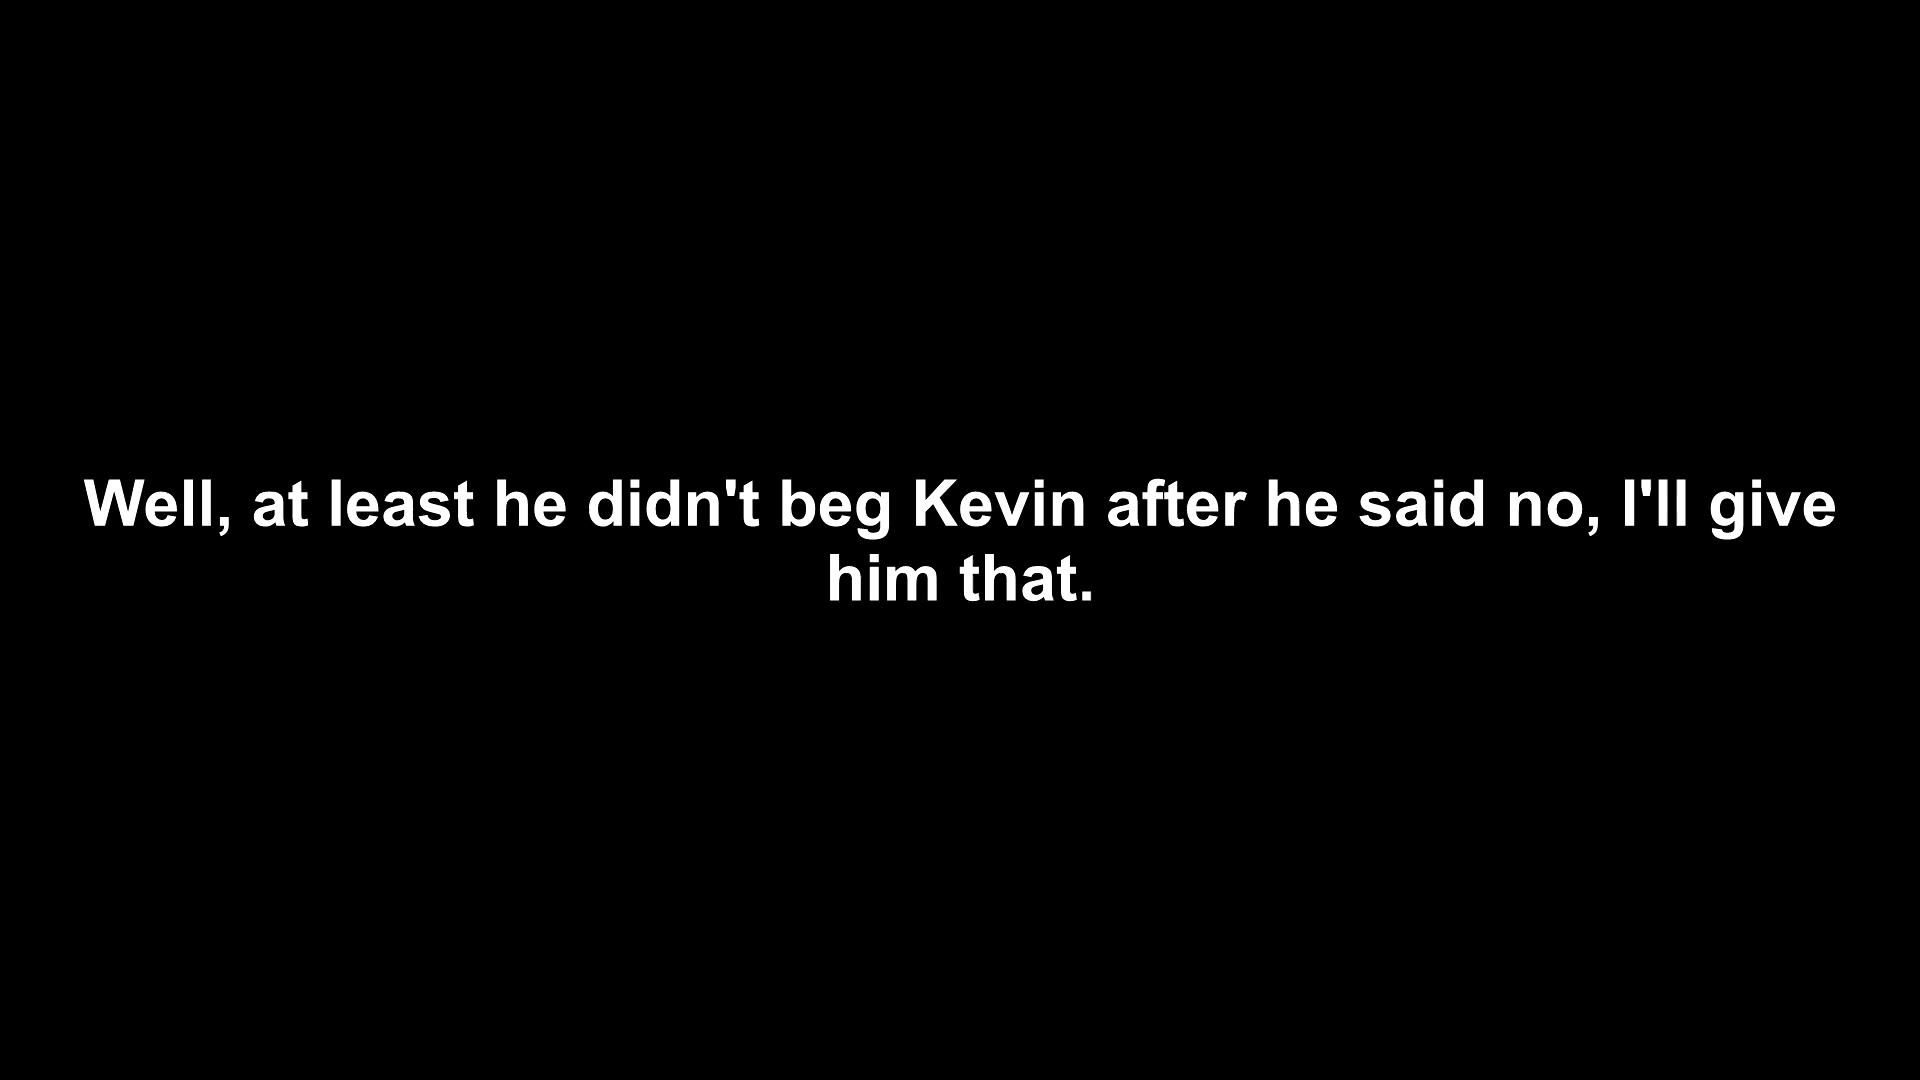 Well, at least he didn't beg Kevin after he said no, I'll give
him that.